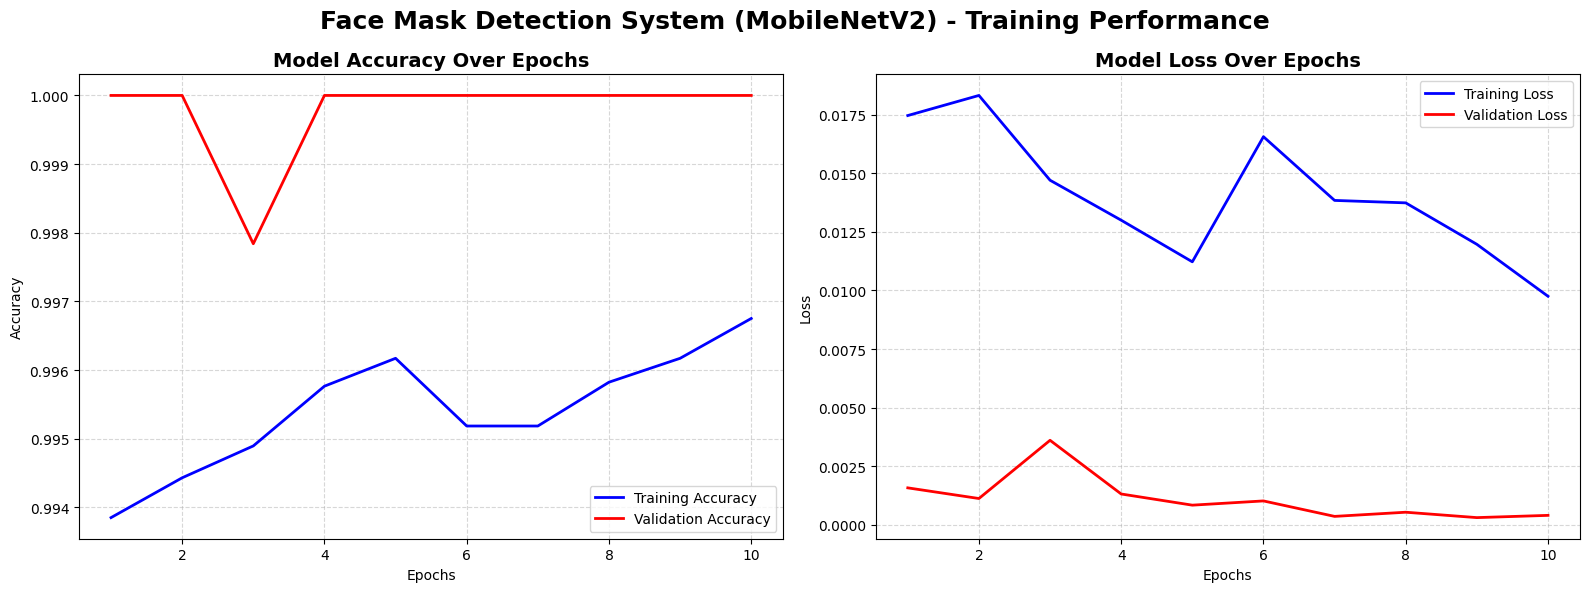 Face Mask Detection System (MobileNetV2) - Training Performance
Model Accuracy Over Epochs
1.000
0.999
0.998
0.997
0.996
0.995
0.994
Accuracy
2
4
6
8
10
Epochs
Training Accuracy
Validation Accuracy
Model Loss Over Epochs
0.0175
0.0150
0.0125
0.0100
0.0075
0.0050
0.0025
0.0000
Loss
2
4
6
8
10
Epochs
Training Loss
Validation Loss